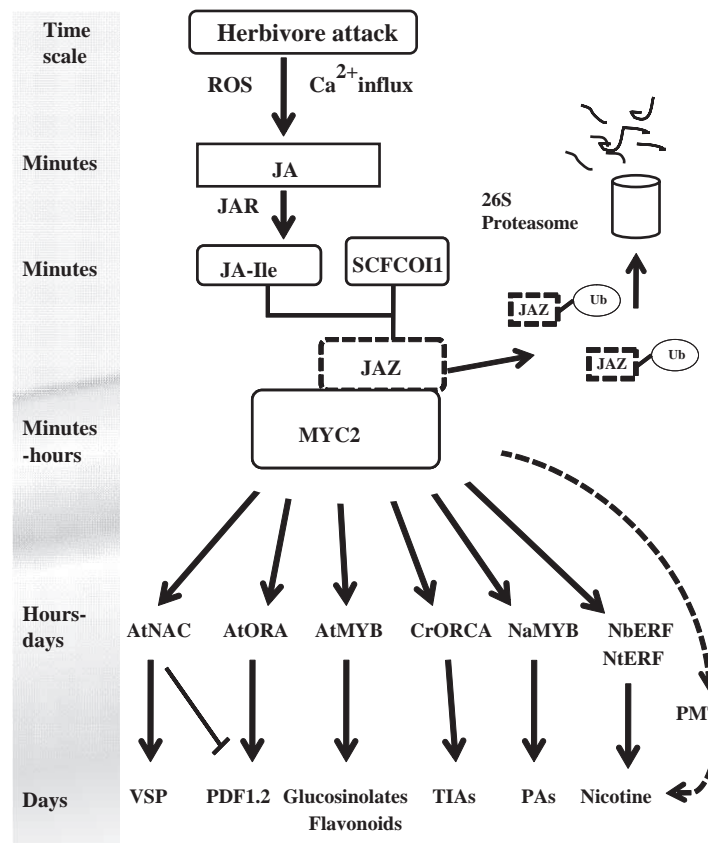 Time
scale
Herbivore attack
ROS
Ca2+influx
Minutes
JA
JAR
26S
Proteasome
Minutes
JA-Ile
SCFCOI1
JAZ
Ub
JAZ
JAZ
Ub
Minutes
-hours
MYC2
Hours-
days
AtNAC
AtORA
AtMYB
CrORCA
NaMYB
NbERF
NtERF
Days
VSP
PDF1.2
Glucosinolates
Flavonoids
TIAs
PAs
Nicotine